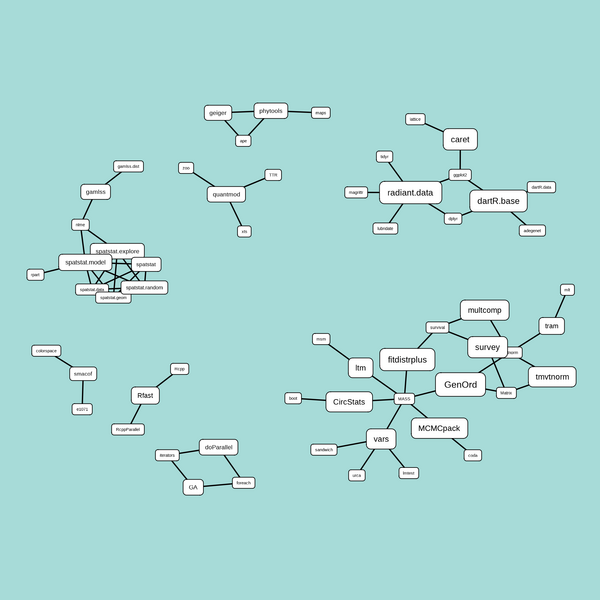 geiger
phytools
maps
ape
lattice
caret
gamlss.dist
zoo
TTR
tidyr
ggplot2
gamlss
quantmod
magrittr
radiant.data
dartR.base
dartR.data
nlme
xts
lubridate
dplyr
adegenet
spatstat.explore
spatstat.model
spatstat
rpart
spatstat.data
spatstat.random
spatstat.geom
mlt
multcomp
survival
tram
msm
survey
colorspace
fitdistrplus
smacof
Rcpp
ltm
GenOrd
tmvtnorm
Rfast
Matrix
boot
CircStats
MASS
e1071
RcppParallel
MCMCpack
vars
iterators
doParallel
sandwich
coda
GA
foreach
urca
lmtest